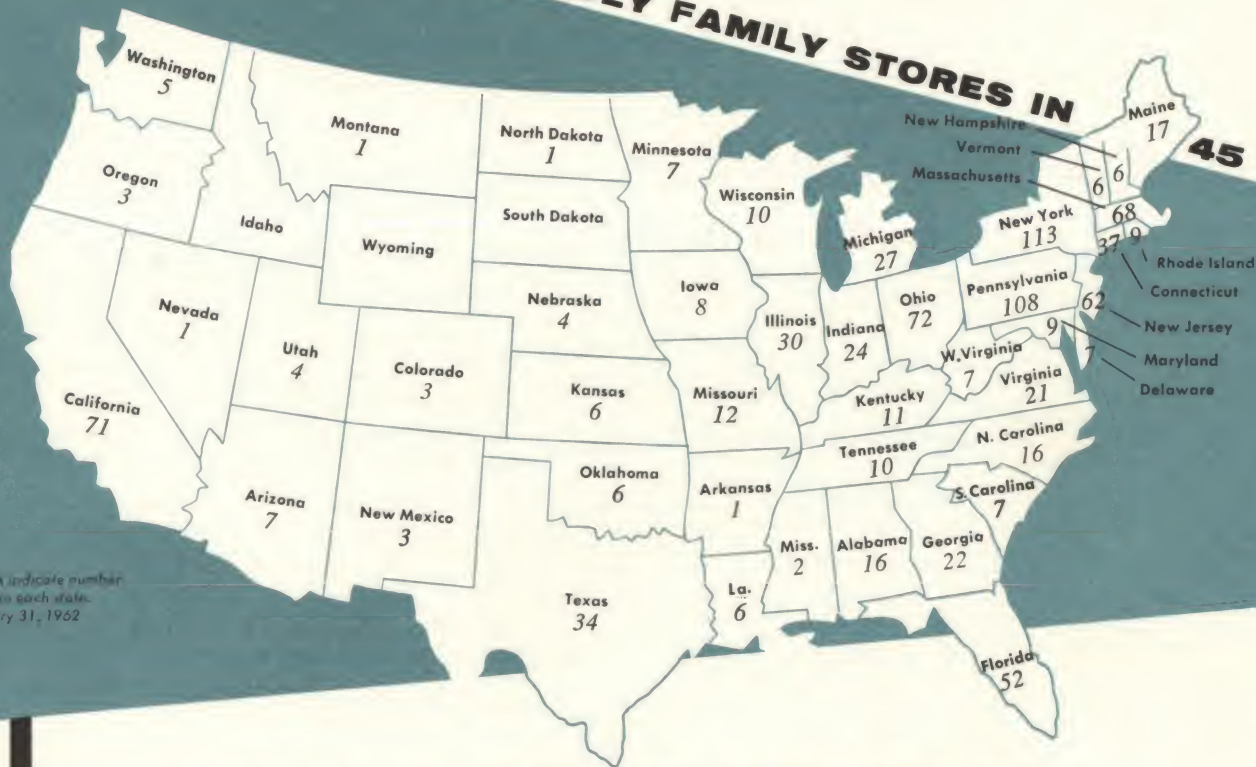 FAMILY STORES IN
45
Washington
5
Montana
1
North Dakota
1
Minnesota
7
Oregon
3
Idaho
Wyoming
South Dakota
Wisconsin
10
Michigan
27
New Hampshire
6
Vermont
6
Massachusetts
68
Maine
17
New York
113
37
9
Rhode Island
Connecticut
Nevada
1
Utah
4
Colorado
3
Nebraska
4
Iowa
8
Illinois
30
Indiana
24
Ohio
72
Pennsylvania
108
62
New Jersey
9
Maryland
7
Delaware
California
71
Kansas
6
Missouri
12
Kentucky
11
W. Virginia
7
Virginia
21
Arizona
7
New Mexico
3
Oklahoma
6
Arkansas
1
Tennessee
10
N. Carolina
16
S. Carolina
7
Texas
34
La.
6
Miss.
2
Alabama
16
Georgia
22
Florida
52
indicate number
each state.
31, 1962